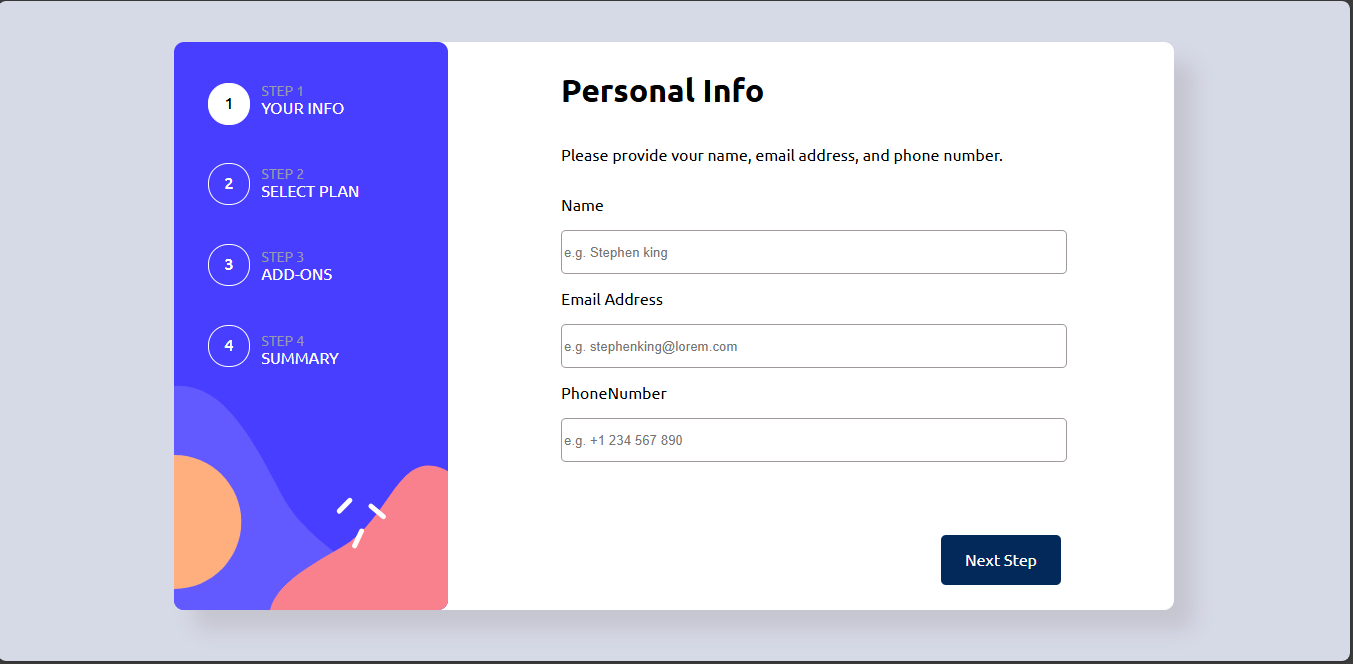 1
STEP 1
YOUR INFO
2
STEP 2
SELECT PLAN
3
STEP 3
ADD-ONS
4
STEP 4
SUMMARY
Personal Info
Please provide your name, email address, and phone number.
Name
e.g. Stephen king
Email Address
e.g. stephenking@lorem.com
PhoneNumber
e.g. +1 234 567 890
Next Step